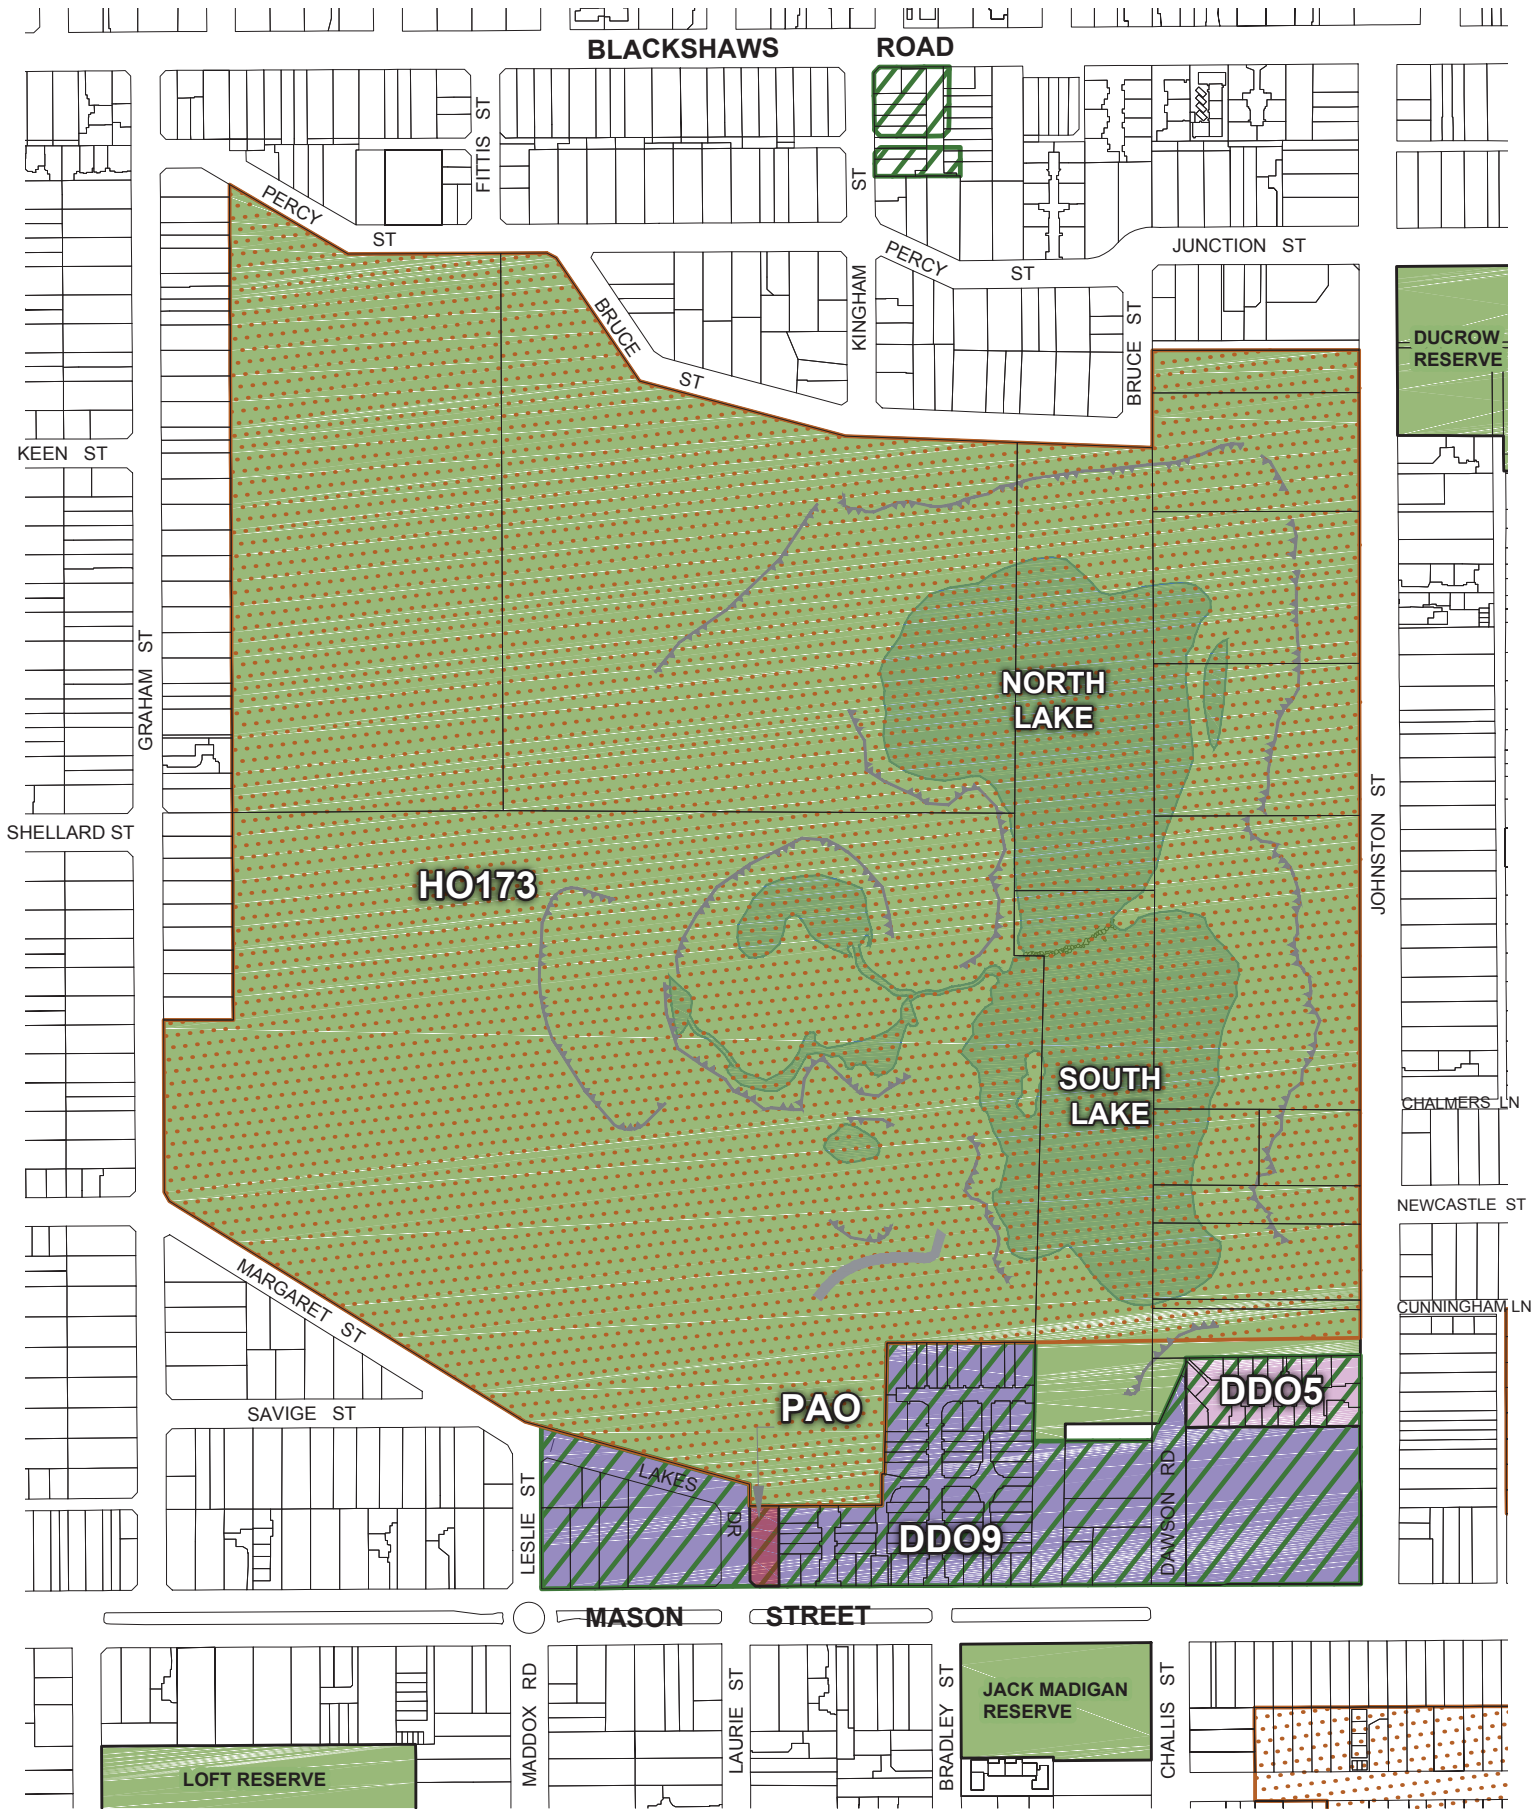 BLACKSHAWS ROAD
FITTIS ST
ST
PERCY
ST
JUNCTION ST
PERCY
ST
BRUCE
ST
KINGHAM
BRUCE ST
DUCROW
RESERVE
KEEN ST
GRAHAM ST
NORTH
LAKE
JOHNSTON ST
SHELLARD ST
HO173
SOUTH
LAKE
CHALMERS LN
NEWCASTLE ST
MARGARET ST
CUNNINGHAM LN
SAVIGE ST
PAO
DDO5
LESLIE ST
LAKES
DR
DDO9
DAWSON RD
MASON STREET
MADDOX RD
LAURIE ST
BRADLEY ST
JACK MADIGAN
RESERVE
CHALLIS ST
LOFT RESERVE